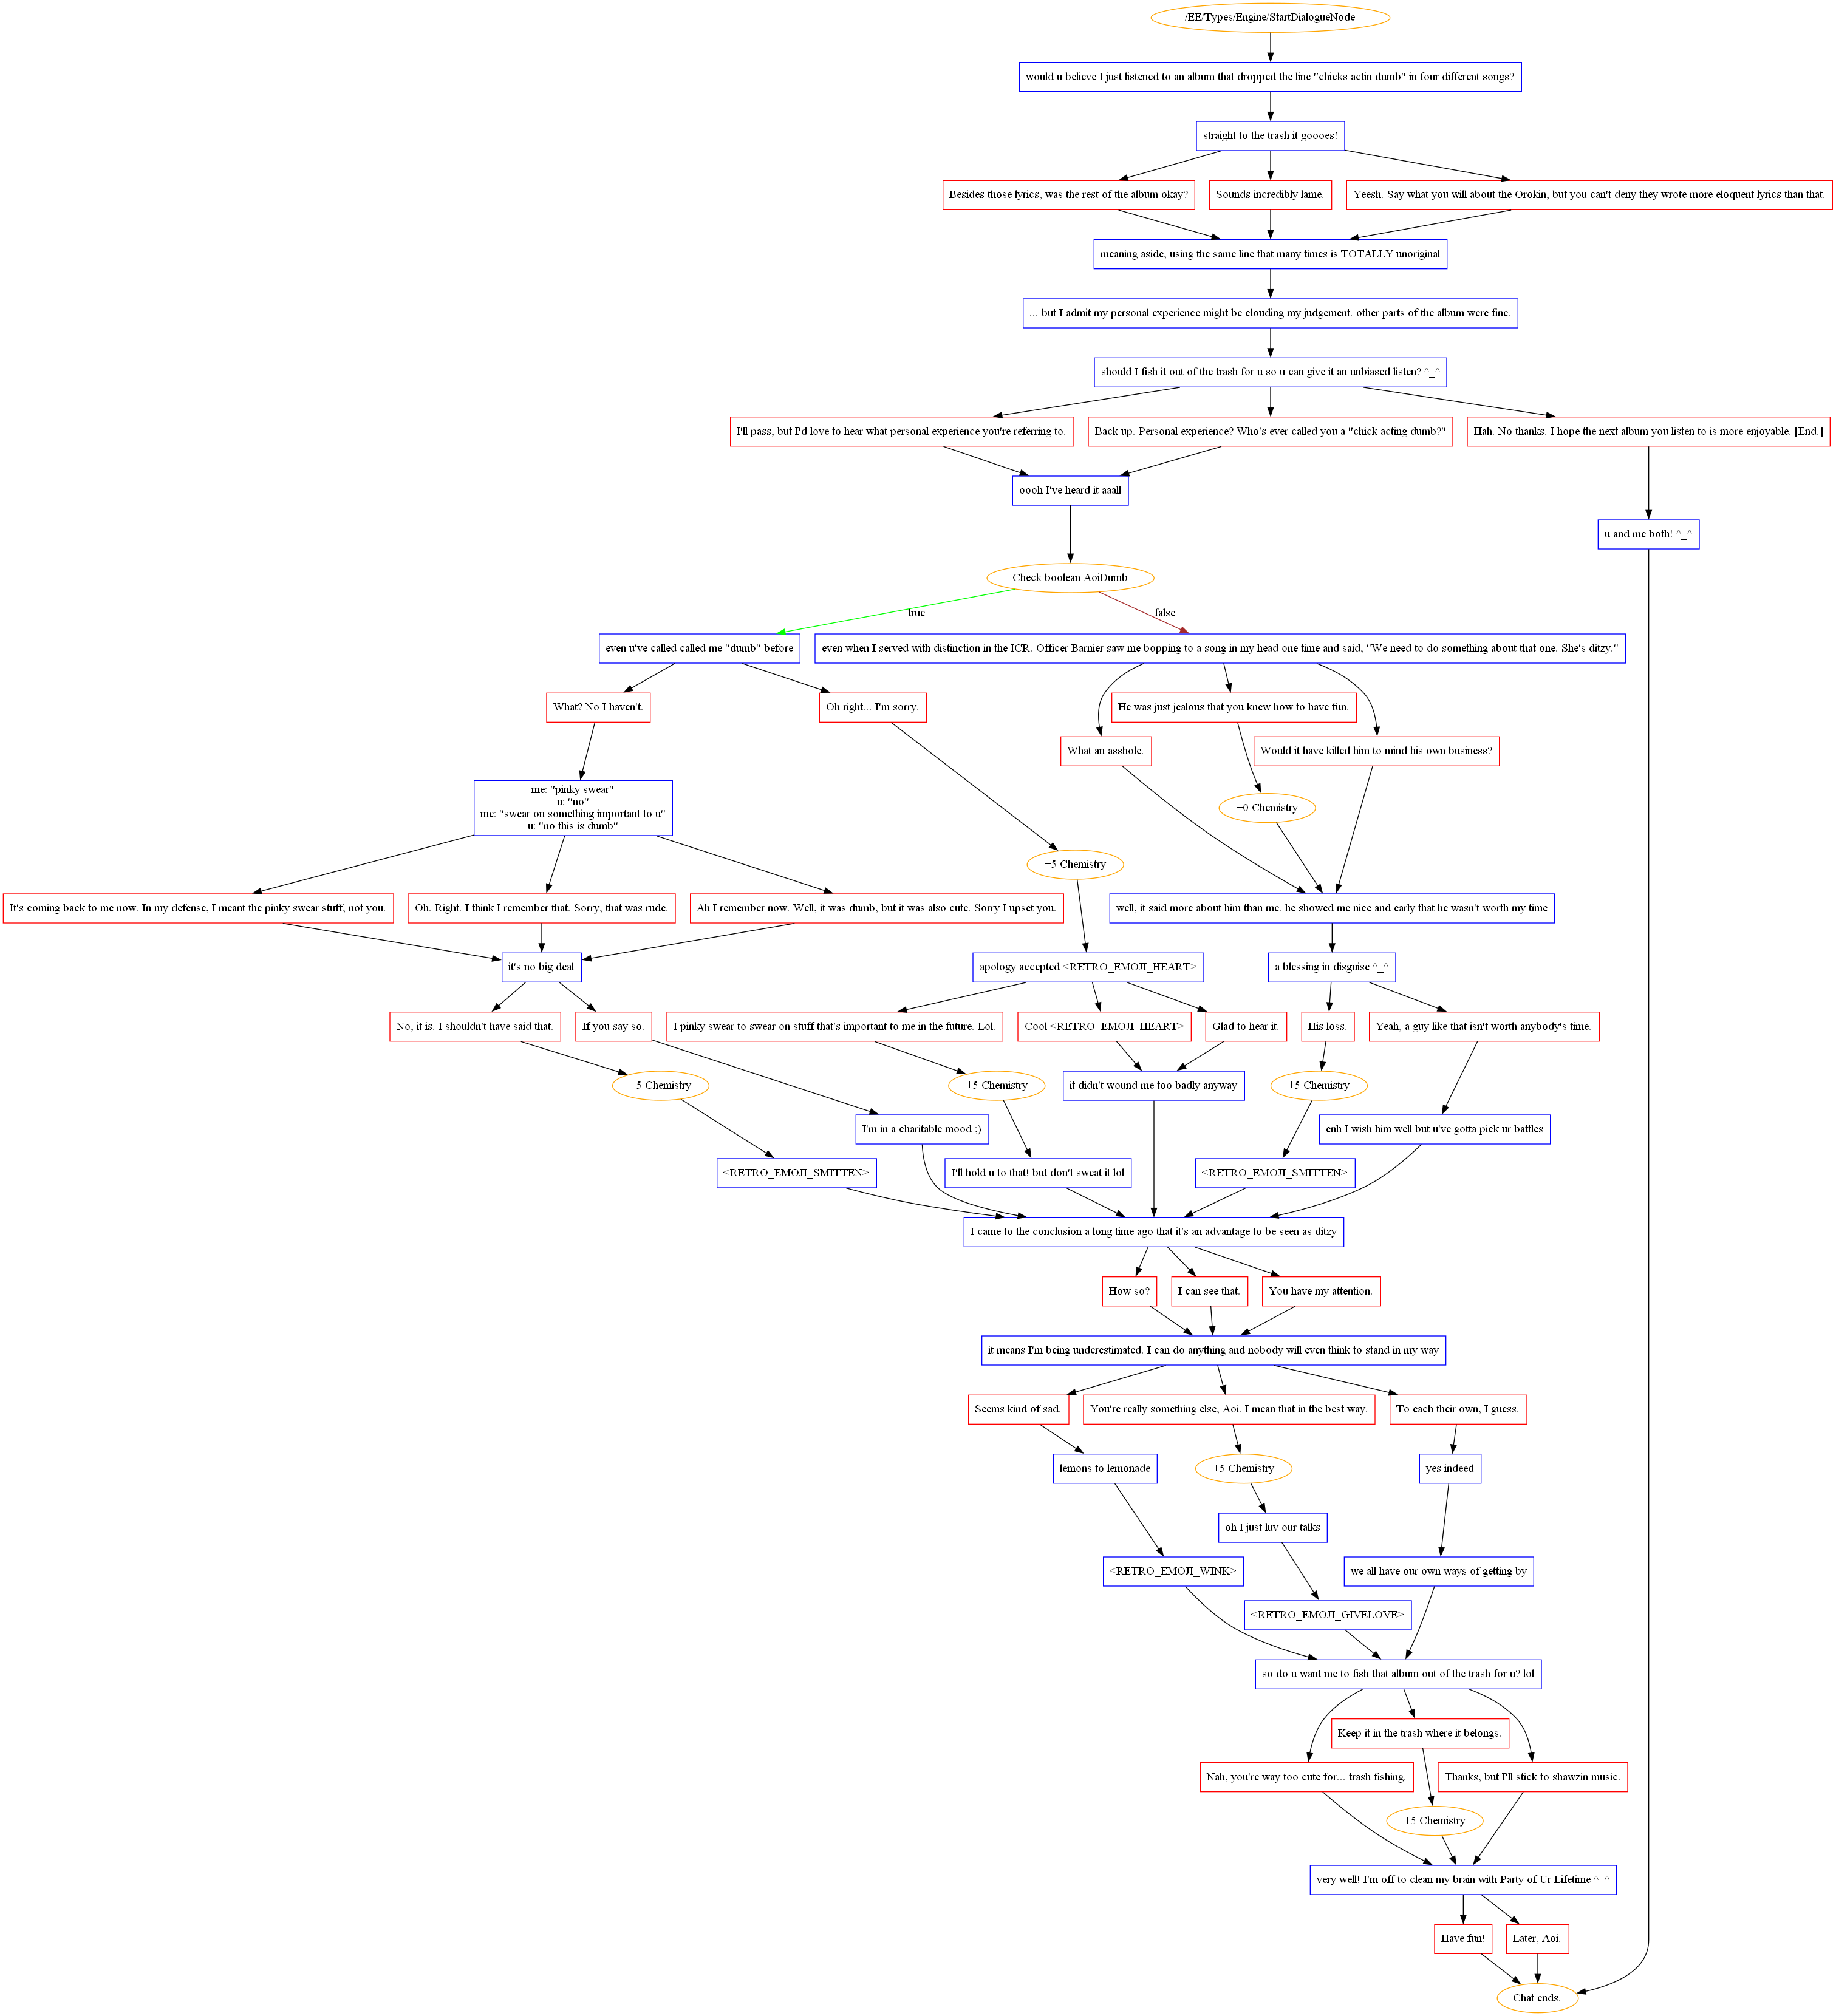 /EE/Types/Engine/StartDialogueNode
would u believe I just listened to an album that dropped the line "chicks actin dumb" in four different songs?
straight to the trash it goooes!
Besides those lyrics, was the rest of the album okay?
Sounds incredibly lame.
Yeesh. Say what you will about the Orokin, but you can't deny they wrote more eloquent lyrics than that.
meaning aside, using the same line that many times is TOTALLY unoriginal
... but I admit my personal experience might be clouding my judgement. other parts of the album were fine.
should I fish it out of the trash for u so u can give it an unbiased listen? ^_^
I'll pass, but I'd love to hear what personal experience you're referring to.
Back up. Personal experience? Who's ever called you a "chick acting dumb?"
Hah. No thanks. I hope the next album you listen to is more enjoyable. [End.]
oooh I've heard it aaall
u and me both! ^_^
Check boolean AoiDumb
true
false
even u've called called me "dumb" before
even when I served with distinction in the ICR. Officer Barnier saw me bopping to a song in my head one time and said, "We need to do something about that one. She's ditzy."
What? No I haven't.
Oh right... I'm sorry.
He was just jealous that you knew how to have fun.
What an asshole.
Would it have killed him to mind his own business?
me: "pinky swear"
u: "no"
me: "swear on something important to u"
u: "no this is dumb"
+0 Chemistry
+5 Chemistry
It's coming back to me now. In my defense, I meant the pinky swear stuff, not you.
Oh. Right. I think I remember that. Sorry, that was rude.
Ah I remember now. Well, it was dumb, but it was also cute. Sorry I upset you.
well, it said more about him than me. he showed me nice and early that he wasn't worth my time
it's no big deal
apology accepted <RETRO_EMOJI_HEART>
a blessing in disguise ^_^
No, it is. I shouldn't have said that.
If you say so.
I pinky swear to swear on stuff that's important to me in the future. Lol.
Cool <RETRO_EMOJI_HEART>
Glad to hear it.
His loss.
Yeah, a guy like that isn't worth anybody's time.
+5 Chemistry
+5 Chemistry
it didn't wound me too badly anyway
+5 Chemistry
I'm in a charitable mood ;)
enh I wish him well but u've gotta pick ur battles
<RETRO_EMOJI_SMITTEN>
I'll hold u to that! but don't sweat it lol
<RETRO_EMOJI_SMITTEN>
I came to the conclusion a long time ago that it's an advantage to be seen as ditzy
How so?
I can see that.
You have my attention.
it means I'm being underestimated. I can do anything and nobody will even think to stand in my way
Seems kind of sad.
You're really something else, Aoi. I mean that in the best way.
To each their own, I guess.
lemons to lemonade
+5 Chemistry
yes indeed
oh I just luv our talks
<RETRO_EMOJI_WINK>
we all have our own ways of getting by
<RETRO_EMOJI_GIVELOVE>
so do u want me to fish that album out of the trash for u? lol
Keep it in the trash where it belongs.
Nah, you're way too cute for... trash fishing.
Thanks, but I'll stick to shawzin music.
+5 Chemistry
very well! I'm off to clean my brain with Party of Ur Lifetime ^_^
Have fun!
Later, Aoi.
Chat ends.